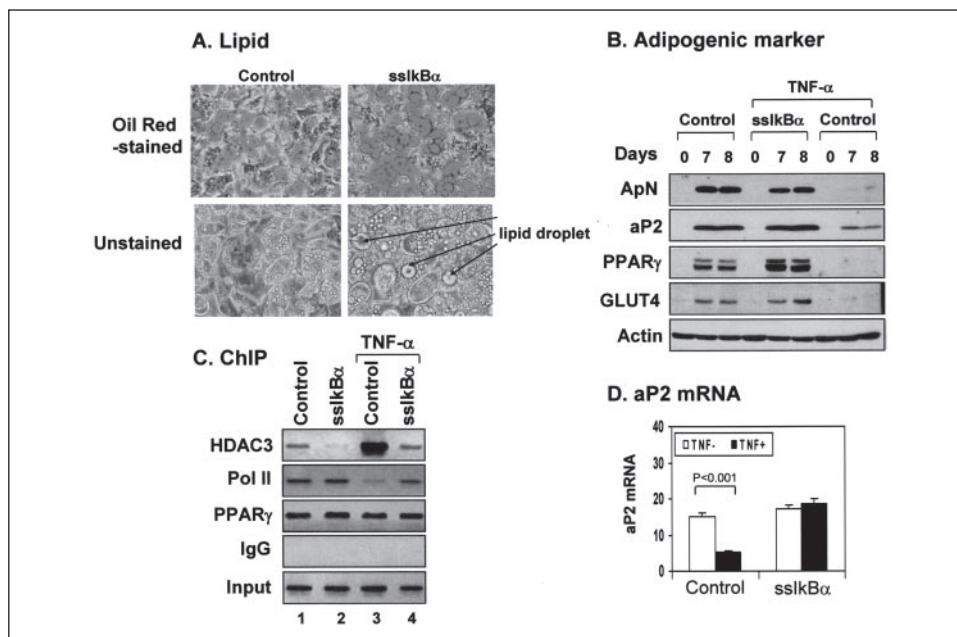 A. Lipid
Control
ssIkBα
Oil Red
-stained
Unstained
lipid droplet
B. Adipogenic marker
TNF-α
Control
ssIkBα
Control
Days 0 7 8 0 7 8 0 7 8
ApN
aP2
PPARγ
GLUT4
Actin
C. ChIP
TNF-α
Control
ssIkBα
Control
ssIkBα
HDAC3
Pol II
PPARγ
IgG
Input
1 2 3 4
D. aP2 mRNA
aP2 mRNA
40
30
20
10
0
TNF- TNF+
P<0.001
Control
ssIkBα